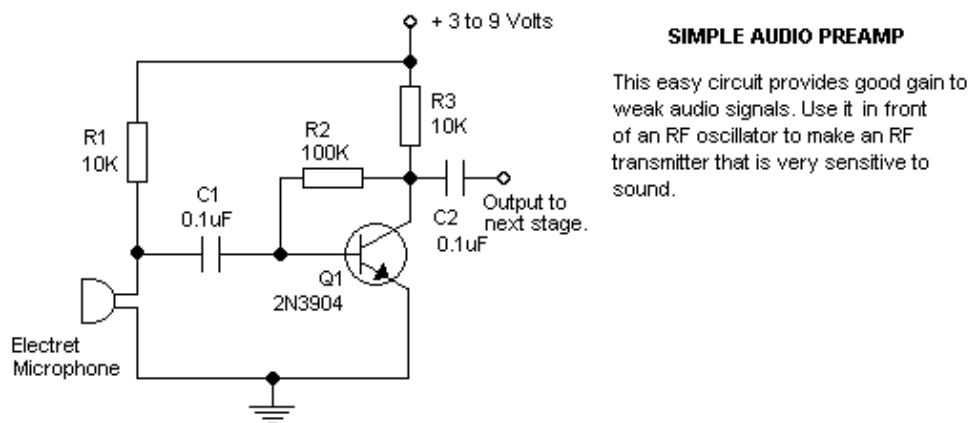 + 3 to 9 Volts
SIMPLE AUDIO PREAMP
This easy circuit provides good gain to
weak audio signals. Use it in front
of an RF oscillator to make an RF
transmitter that is very sensitive to
sound.
R1
10K
R2
100K
R3
10K
C1
0.1uF
C2
0.1uF
Output to
next stage.
Q1
2N3904
Electret
Microphone